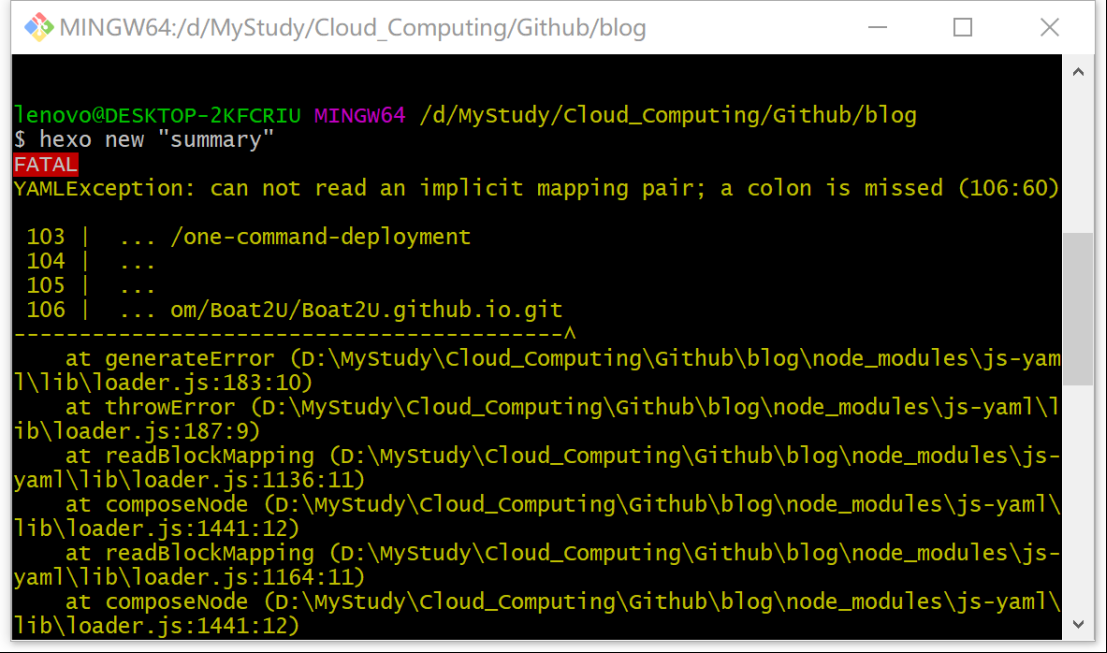 MINGW64:/d/MyStudy/Cloud_Computing/Github/blog
lenovo@DESKTOP-2KFCRIU MINGW64 /d/MyStudy/Cloud_Computing/Github/blog
$ hexo new "summary"
FATAL
YAMLException: can not read an implicit mapping pair; a colon is missed (106:60)
103 |  ... /one-command-deployment
104 |  ...
105 |  ...
106 |  ... om/Boat2U/Boat2U.github.io.git
-------------------------------------------^
at generateError (D:\MyStudy\Cloud_Computing\Github\blog\node_modules\js-yam
l\lib\loader.js:183:10)
at throwError (D:\MyStudy\Cloud_Computing\Github\blog\node_modules\js-yaml\l
ib\loader.js:187:9)
at readBlockMapping (D:\MyStudy\Cloud_Computing\Github\blog\node_modules\js-
yaml\lib\loader.js:1136:11)
at composeNode (D:\MyStudy\Cloud_Computing\Github\blog\node_modules\js-yaml\
lib\loader.js:1441:12)
at readBlockMapping (D:\MyStudy\Cloud_Computing\Github\blog\node_modules\js-
yaml\lib\loader.js:1164:11)
at composeNode (D:\MyStudy\Cloud_Computing\Github\blog\node_modules\js-yaml\
lib\loader.js:1441:12)